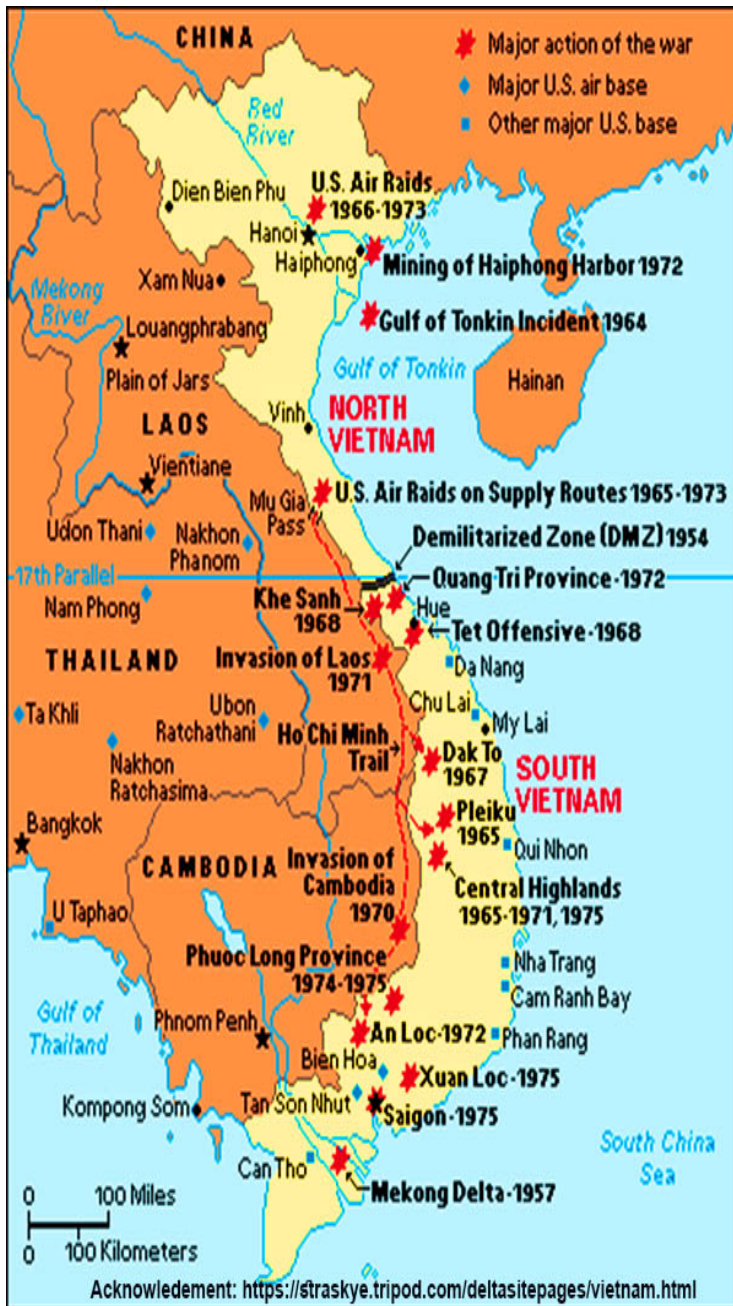 CHINA
Major action of the war
Major U.S. air base
Other major U.S. base
Red
River
Dien Bien Phu
U.S. Air Raids
1966-1973
Hanoi
Haiphong
Mining of Haiphong Harbor 1972
Xam Nua
Mekong
River
Louangphrabang
Gulf of Tonkin Incident 1964
Plain of Jars
Gulf of Tonkin
Hainan
LAOS
Vinh
NORTH
VIETNAM
Vientiane
Mu Gia
Pass
U.S. Air Raids on Supply Routes 1965-1973
Udon Thani
Nakhon
Phanom
Demilitarized Zone (DMZ) 1954
17th Parallel
Quang Tri Province-1972
Nam Phong
Khe Sanh
1968
Hue
Tet Offensive-1968
THAILAND
Invasion of Laos
1971
Da Nang
Ta Khli
Ubon
Ratchathani
Chu Lai
My Lai
Nakhon
Ratchasima
Ho Chi Minh
Trail
Dak To
1967
SOUTH
VIETNAM
Bangkok
Pleiku
1965
CAMBODIA
Invasion of
Cambodia
1970
Qui Nhon
Central Highlands
1965-1971, 1975
U Taphao
Phuoc Long Province
1974-1975
Nha Trang
Cam Ranh Bay
Gulf of
Thailand
Phnom Penh
An Loc-1972
Phan Rang
Bien Hoa
Xuan Loc-1975
Kompong Som
Tan Son Nhut
Saigon-1975
South China
Sea
Can Tho
Mekong Delta-1957
0 100 Miles
0 100 Kilometers
Acknowledement: https://straskye.tripod.com/deltasitepages/vietnam.html